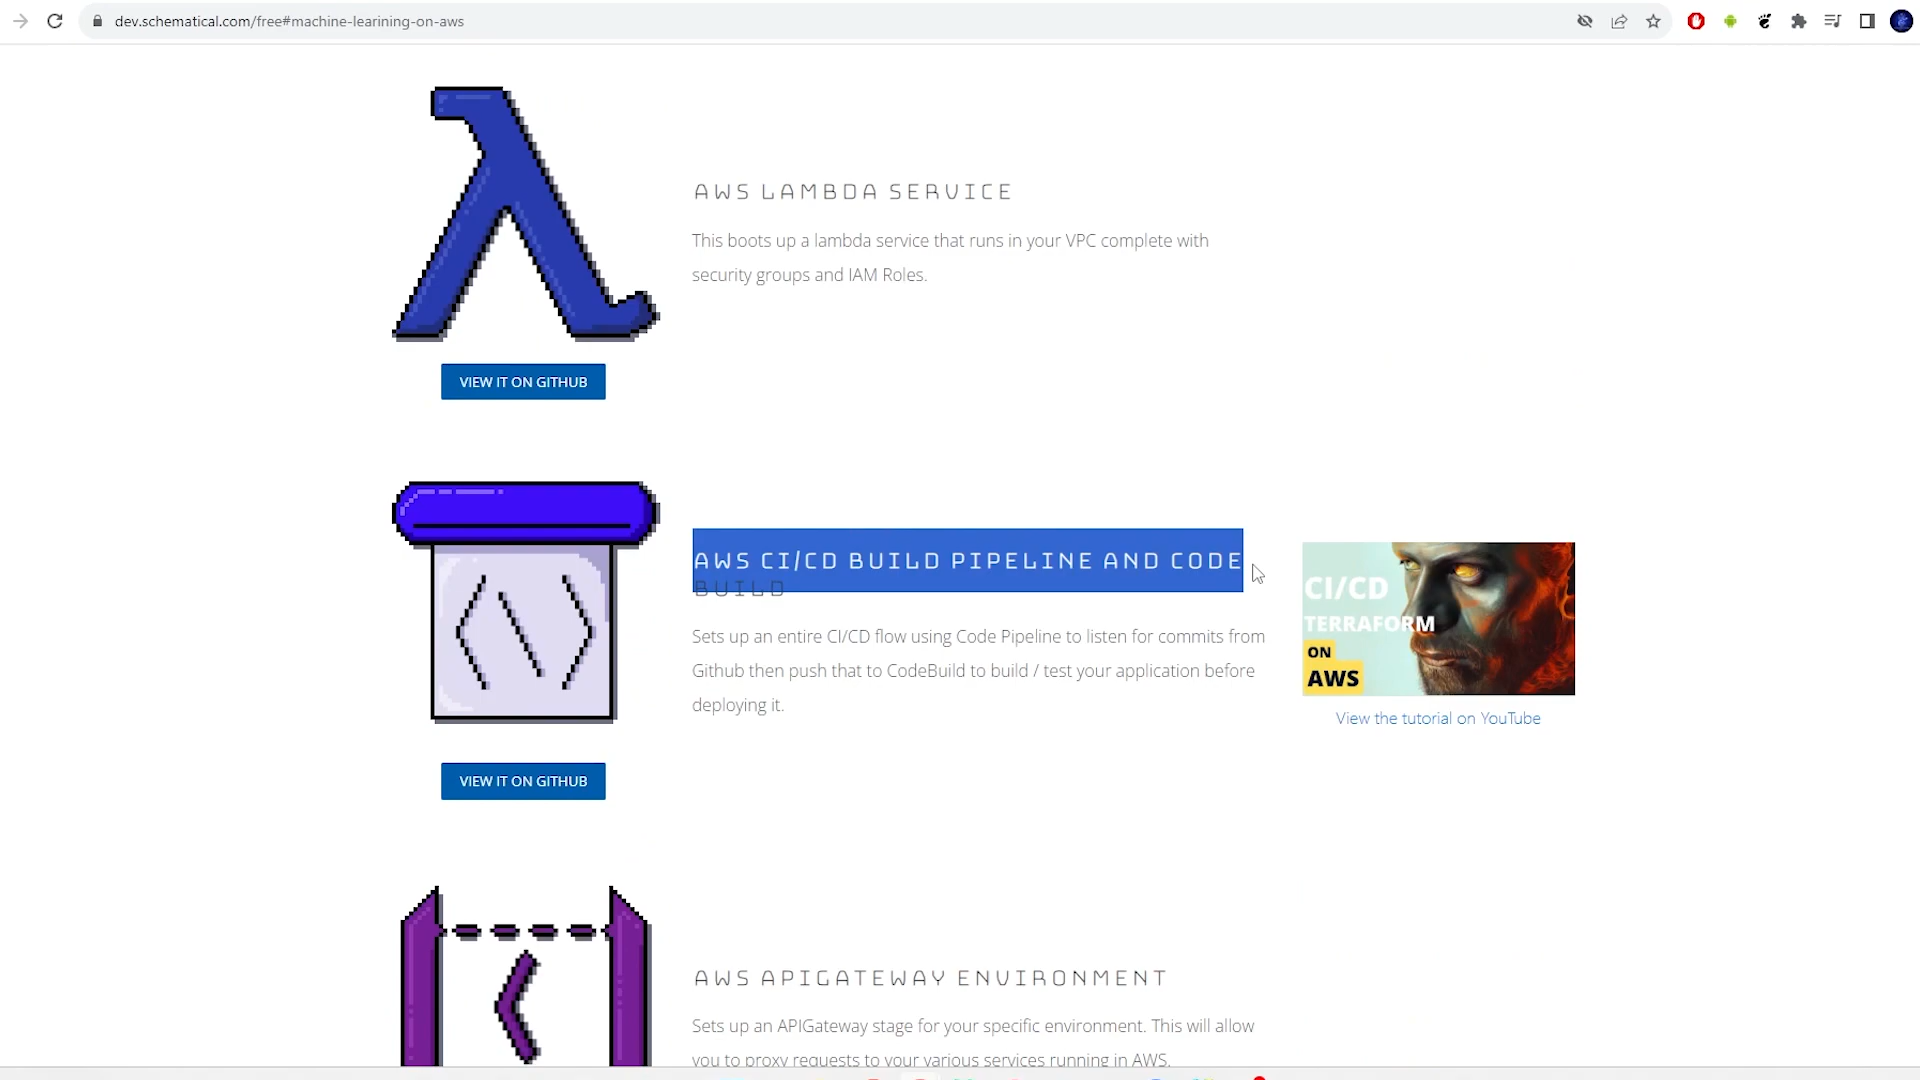 dev.schematical.com/free#machine-learining-on-aws
AWS LAMBDA SERVICE
This boots up a lambda service that runs in your VPC complete with
security groups and IAM Roles.
VIEW IT ON GITHUB
AWS CI/CD BUILD PIPELINE AND CODE
BUILD
Sets up an entire CI/CD flow using Code Pipeline to listen for commits from
Github then push that to CodeBuild to build / test your application before
deploying it.
CI/CD
TERRAFORM
ON
AWS
View the tutorial on YouTube
VIEW IT ON GITHUB
AWS APIGATEWAY ENVIRONMENT
Sets up an APIGateway stage for your specific environment. This will allow
you to proxy requests to your various services running in AWS.